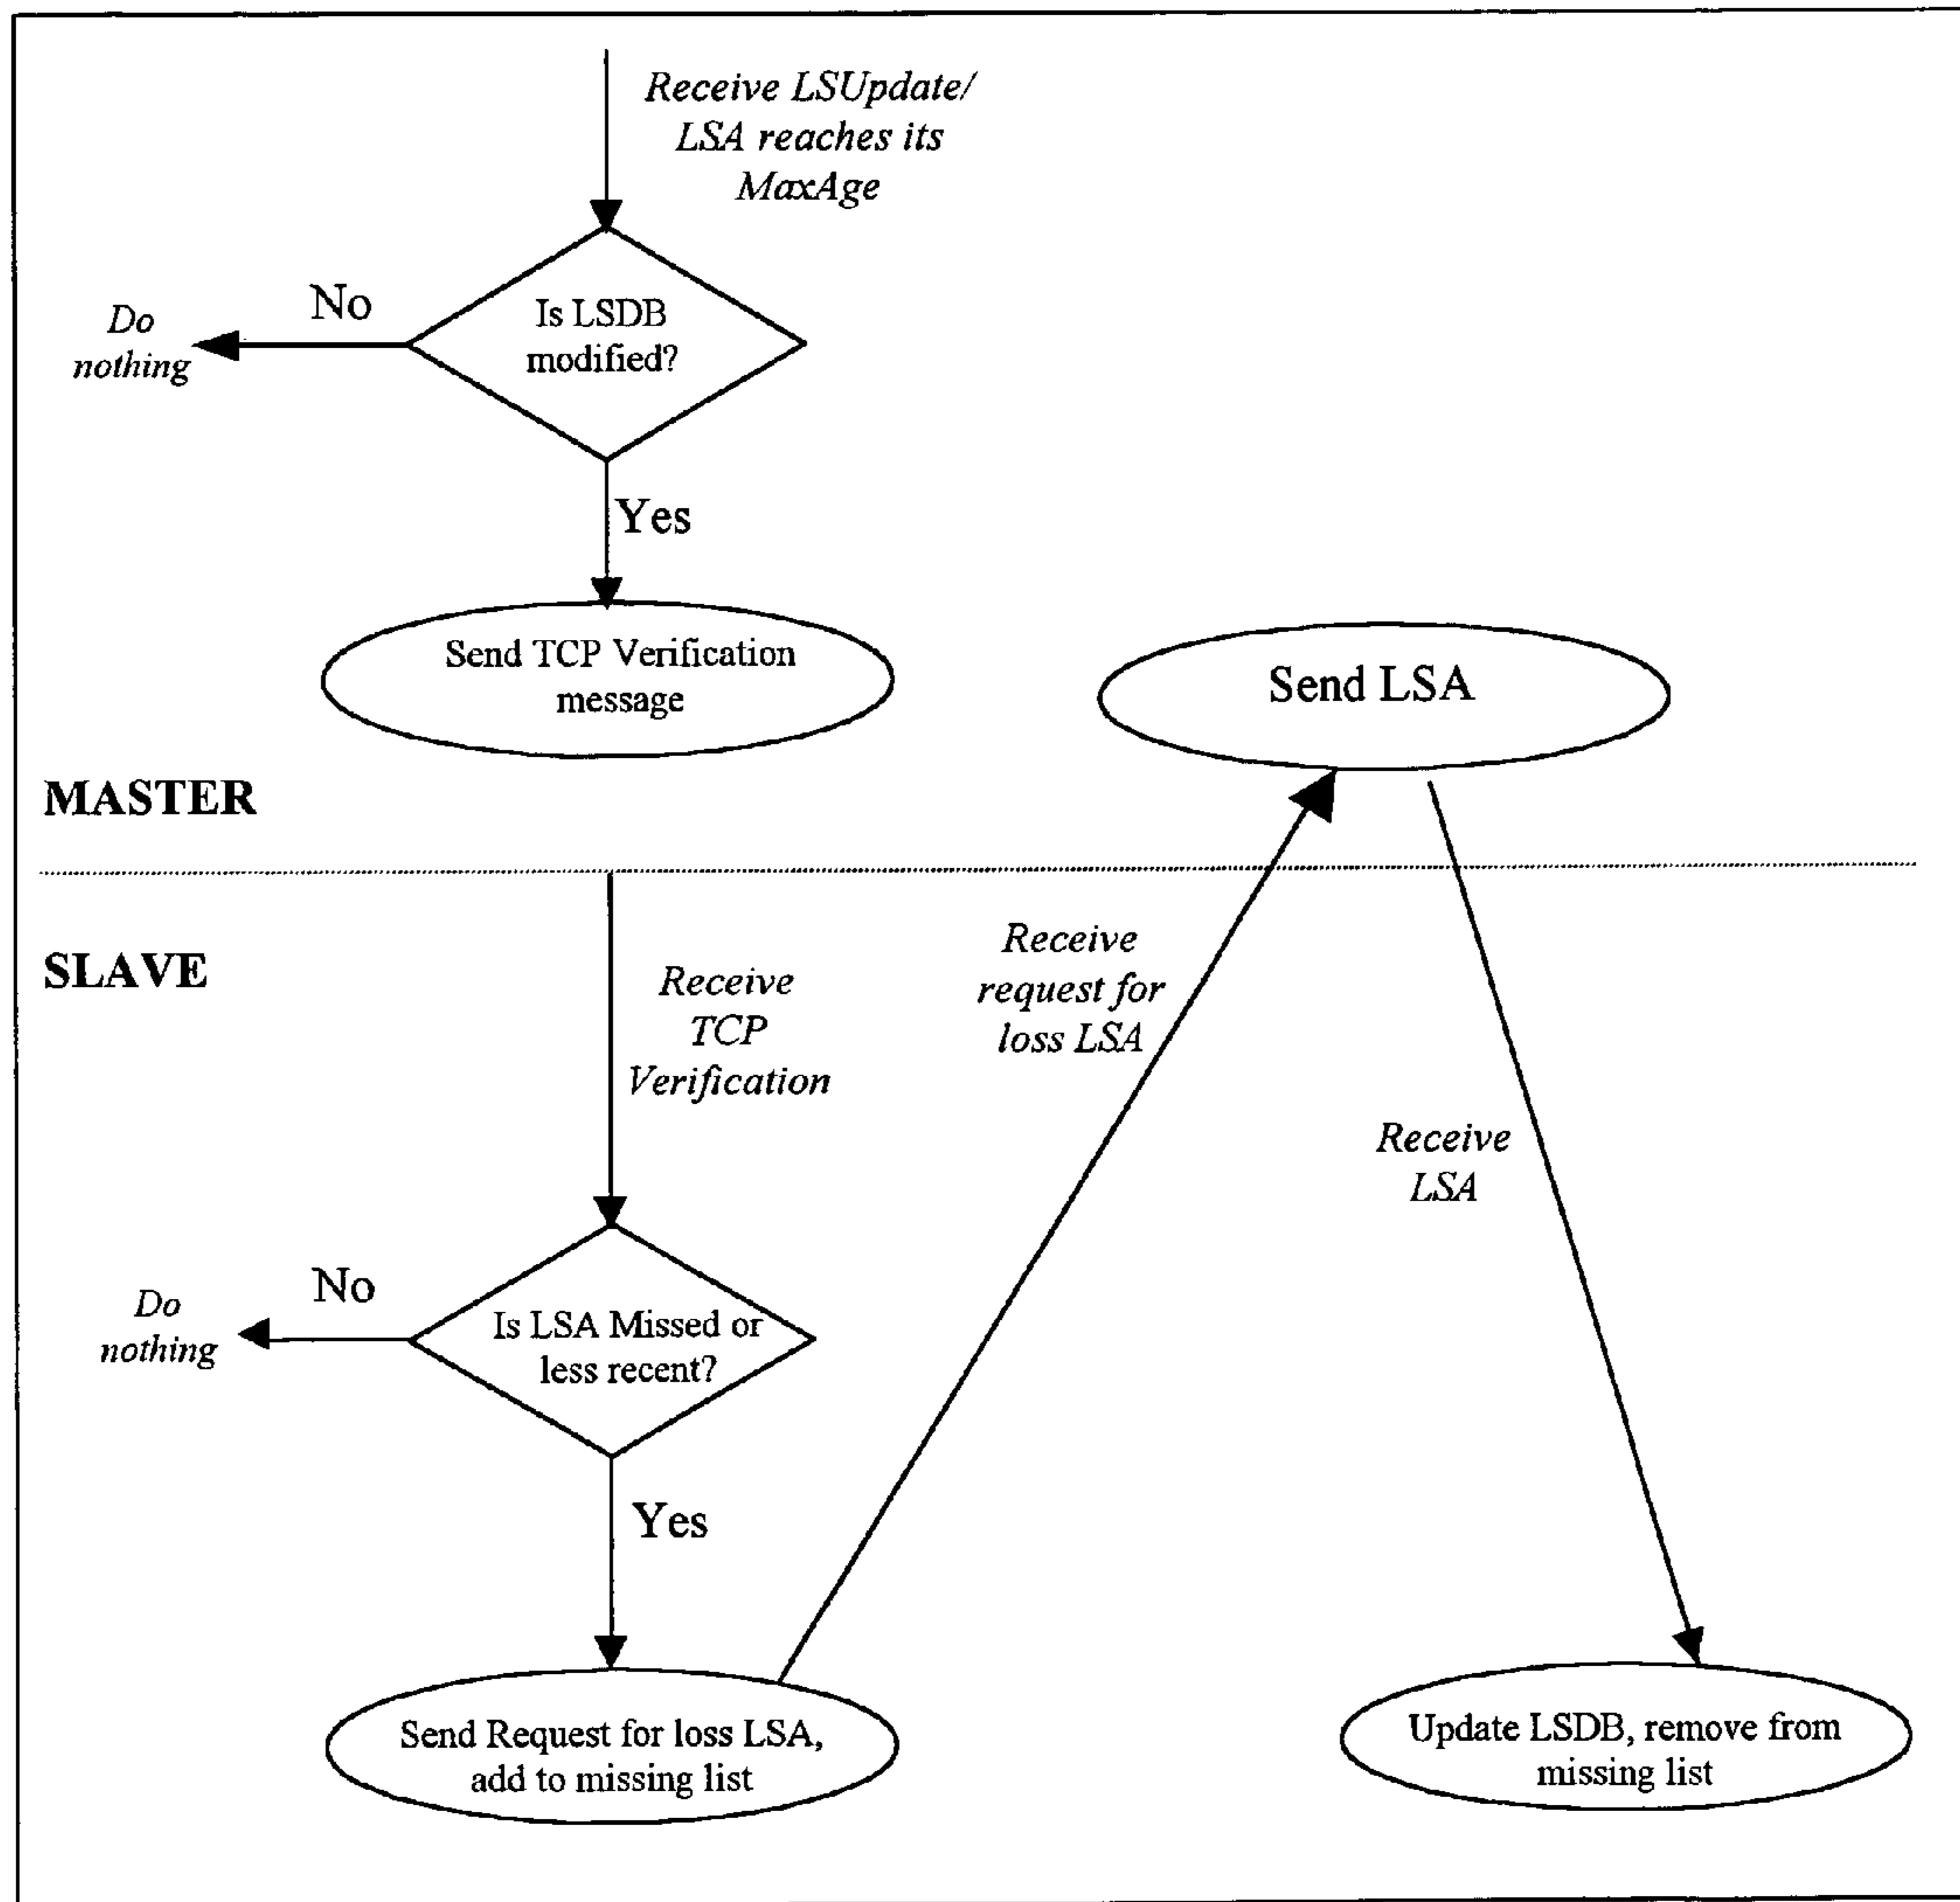 Receive LSUpdate/
LSA reaches its
MaxAge
No
Do
nothing
Is LSDB
modified?
Yes
Send TCP Verification
message
Send LSA
MASTER
SLAVE
Receive
TCP
Verification
Receive
request for
loss LSA
Receive
LSA
No
Do
nothing
Is LSA Missed or
less recent?
Yes
Send Request for loss LSA,
add to missing list
Update LSDB, remove from
missing list